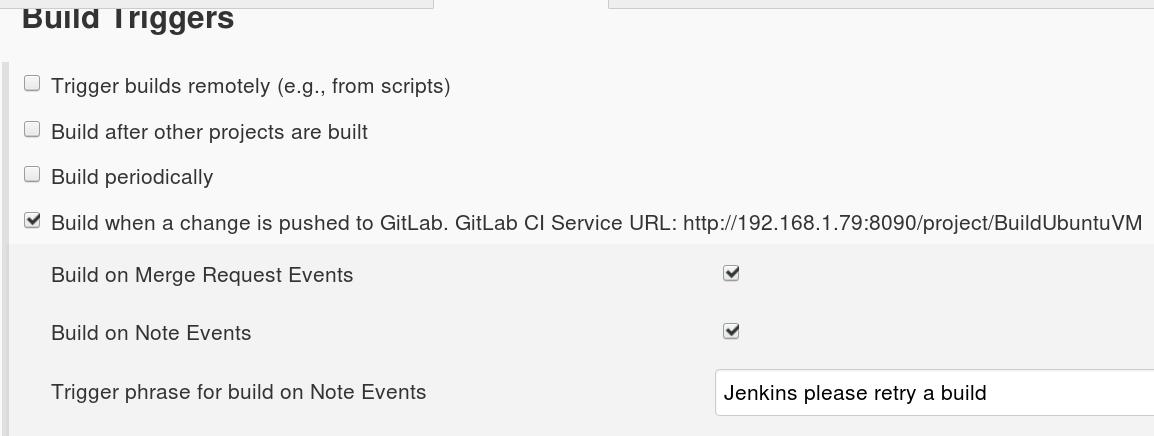 Build Triggers
Trigger builds remotely (e.g., from scripts)
Build after other projects are built
Build periodically
Build when a change is pushed to GitLab. GitLab CI Service URL: http://192.168.1.79:8090/project/BuildUbuntuVM
Build on Merge Request Events
Build on Note Events
Trigger phrase for build on Note Events
Jenkins please retry a build